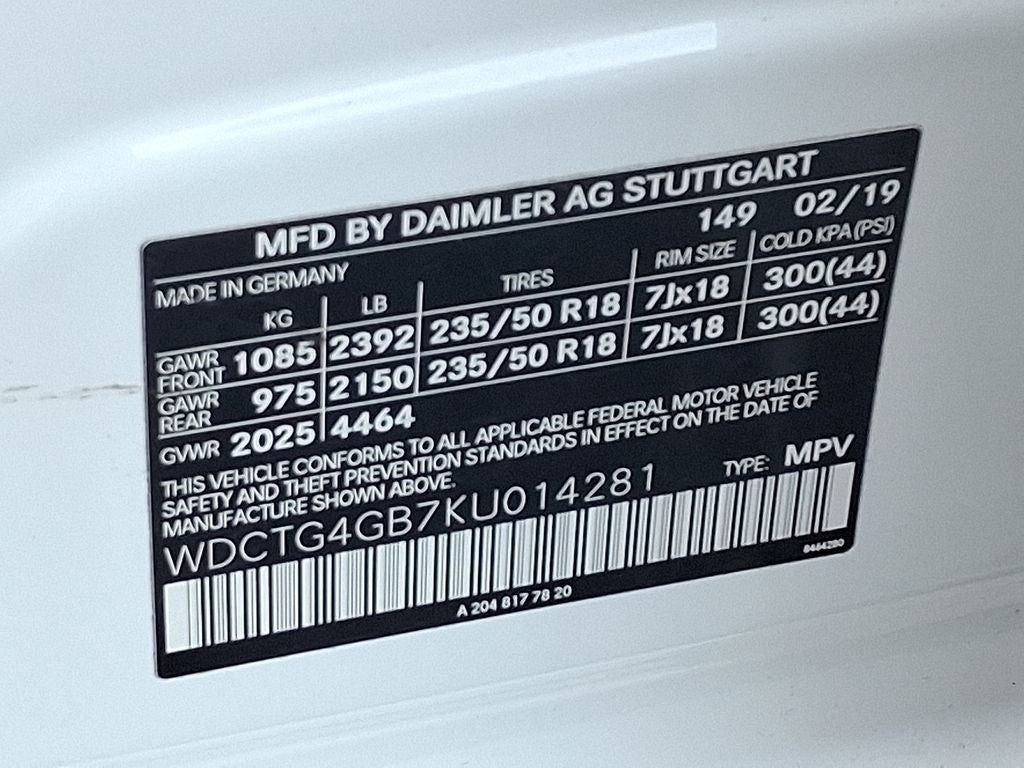 MFD BY DAIMLER AG STUTTGART
MADE IN GERMANY 149 02/19
KG LB TIRES RIM SIZE COLD KPA (PSI)
GAWR FRONT 1085 2392 235/50 R18 7Jx18 300(44)
GAWR REAR 975 2150 235/50 R18 7Jx18 300(44)
GVWR 2025 4464
THIS VEHICLE CONFORMS TO ALL APPLICABLE FEDERAL MOTOR VEHICLE
SAFETY AND THEFT PREVENTION STANDARDS IN EFFECT ON THE DATE OF
MANUFACTURE SHOWN ABOVE.
WDCTG4GB7KU014281 TYPE: MPV
A 204 817 78 20